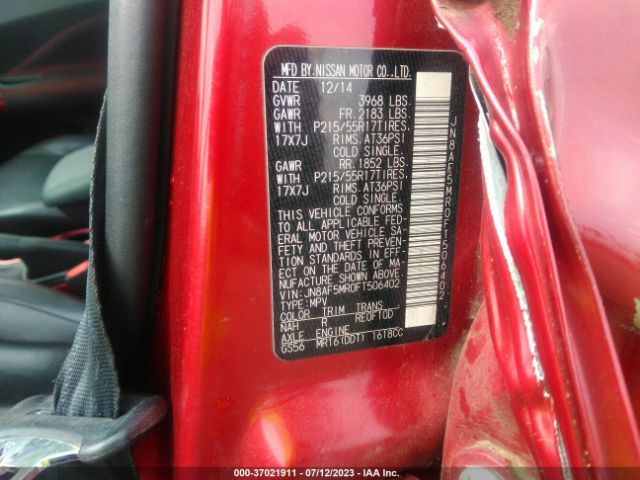 MFD BY NISSAN MOTOR CO.,LTD.
DATE 12/14
GVWR 3968 LBS.
GAWR FR. 2183 LBS.
WITH P215/55R17TIRES,
17X7J RIMS, AT36PSI
COLD SINGLE.
GAWR RR. 1852 LBS.
WITH P215/55R17TIRES,
17X7J RIMS, AT36PSI
COLD SINGLE.
THIS VEHICLE CONFORMS
TO ALL APPLICABLE FED-
ERAL MOTOR VEHICLE SA-
FETY AND THEFT PREVEN-
TION STANDARDS IN EFF-
ECT ON THE DATE OF MA-
NUFACTURE SHOWN ABOVE.
VIN: JN8AF5MR0FT506402
TYPE: MPV
COLOR TRIM TRANS
NAH R RE0FT0D
AXLE ENGINE
GS56 MR16(DDT) 16T8CC
JN8AF5MR0FT506402
000-37021911 - 07/12/2023 - IAA Inc.